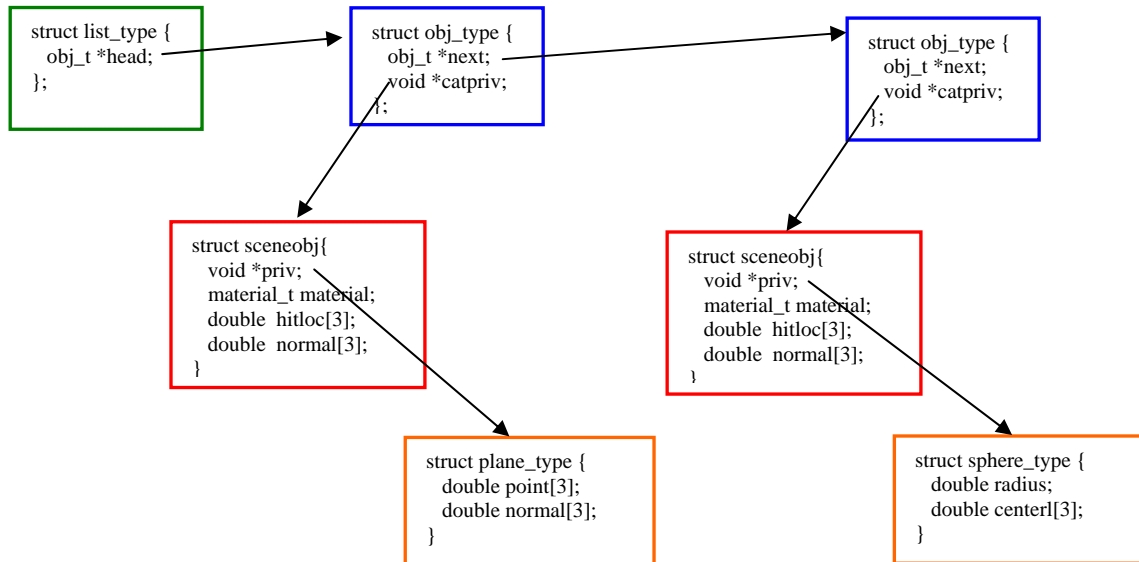 struct list_type {
obj_t *head;
};
struct obj_type {
obj_t *next;
void *catpriv;
};
struct obj_type {
obj_t *next;
void *catpriv;
};
struct sceneobj{
void *priv;
material_t material;
double hitloc[3];
double normal[3];
}
struct sceneobj{
void *priv;
material_t material;
double hitloc[3];
double normal[3];
}
struct plane_type {
double point[3];
double normal[3];
}
struct sphere_type {
double radius;
double centerl[3];
}